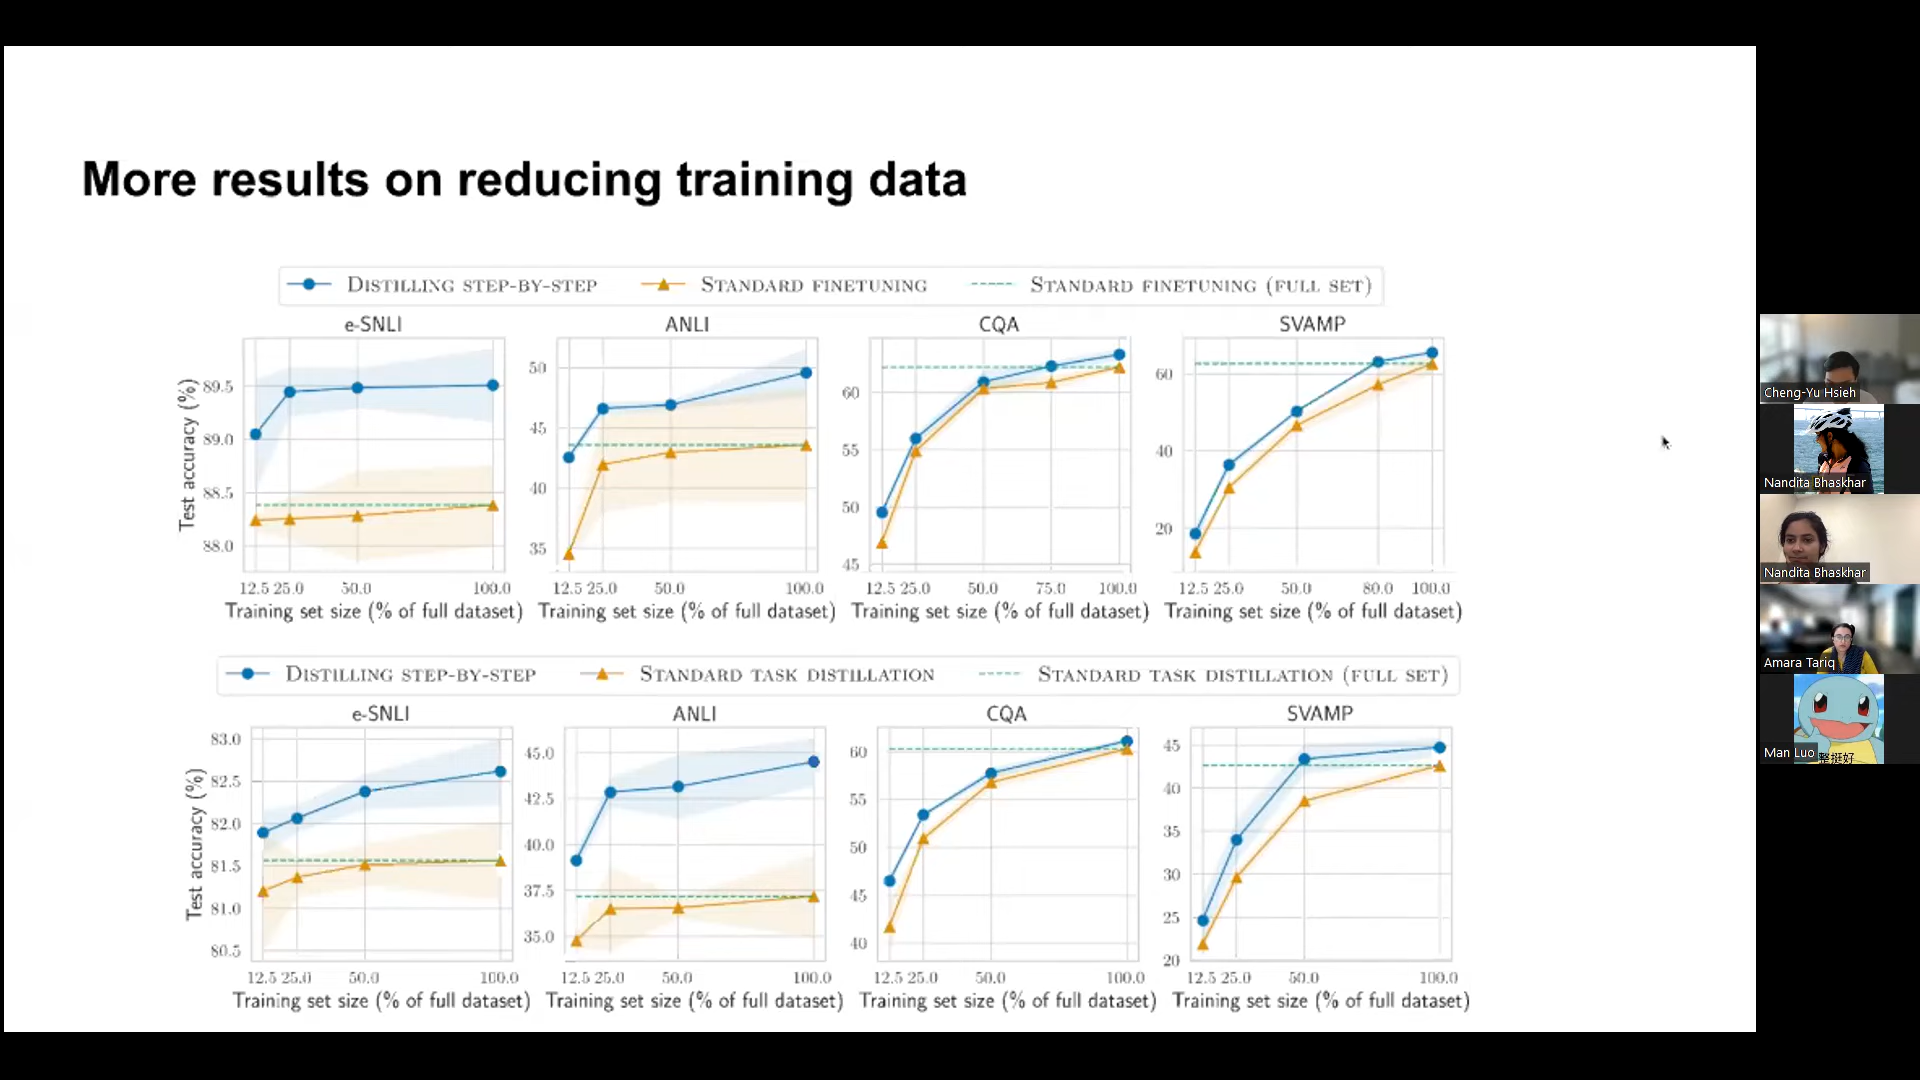 More results on reducing training data
DISTILLING STEP-BY-STEP STANDARD FINETUNING STANDARD FINETUNING (FULL SET)
e-SNLI ANLI CQA SVAMP
Test accuracy (%)
89.5
89.0
88.5
88.0
12.5 25.0 50.0 100.0
Training set size (% of full dataset)
50
45
40
35
12.5 25.0 50.0 100.0
Training set size (% of full dataset)
60
55
50
45
12.5 25.0 50.0 75.0 100.0
Training set size (% of full dataset)
60
40
20
12.5 25.0 50.0 80.0 100.0
Training set size (% of full dataset)
DISTILLING STEP-BY-STEP STANDARD TASK DISTILLATION STANDARD TASK DISTILLATION (FULL SET)
e-SNLI ANLI CQA SVAMP
Test accuracy (%)
83.0
82.5
82.0
81.5
81.0
80.5
12.5 25.0 50.0 100.0
Training set size (% of full dataset)
45.0
42.5
40.0
37.5
35.0
12.5 25.0 50.0 100.0
Training set size (% of full dataset)
60
55
50
45
40
12.5 25.0 50.0 100.0
Training set size (% of full dataset)
45
40
35
30
25
20
12.5 25.0 50.0 100.0
Training set size (% of full dataset)
Cheng-Yu Hsieh
Nandita Bhaskhar
Nandita Bhaskhar
Amara Tariq
Man Luo
整挺好